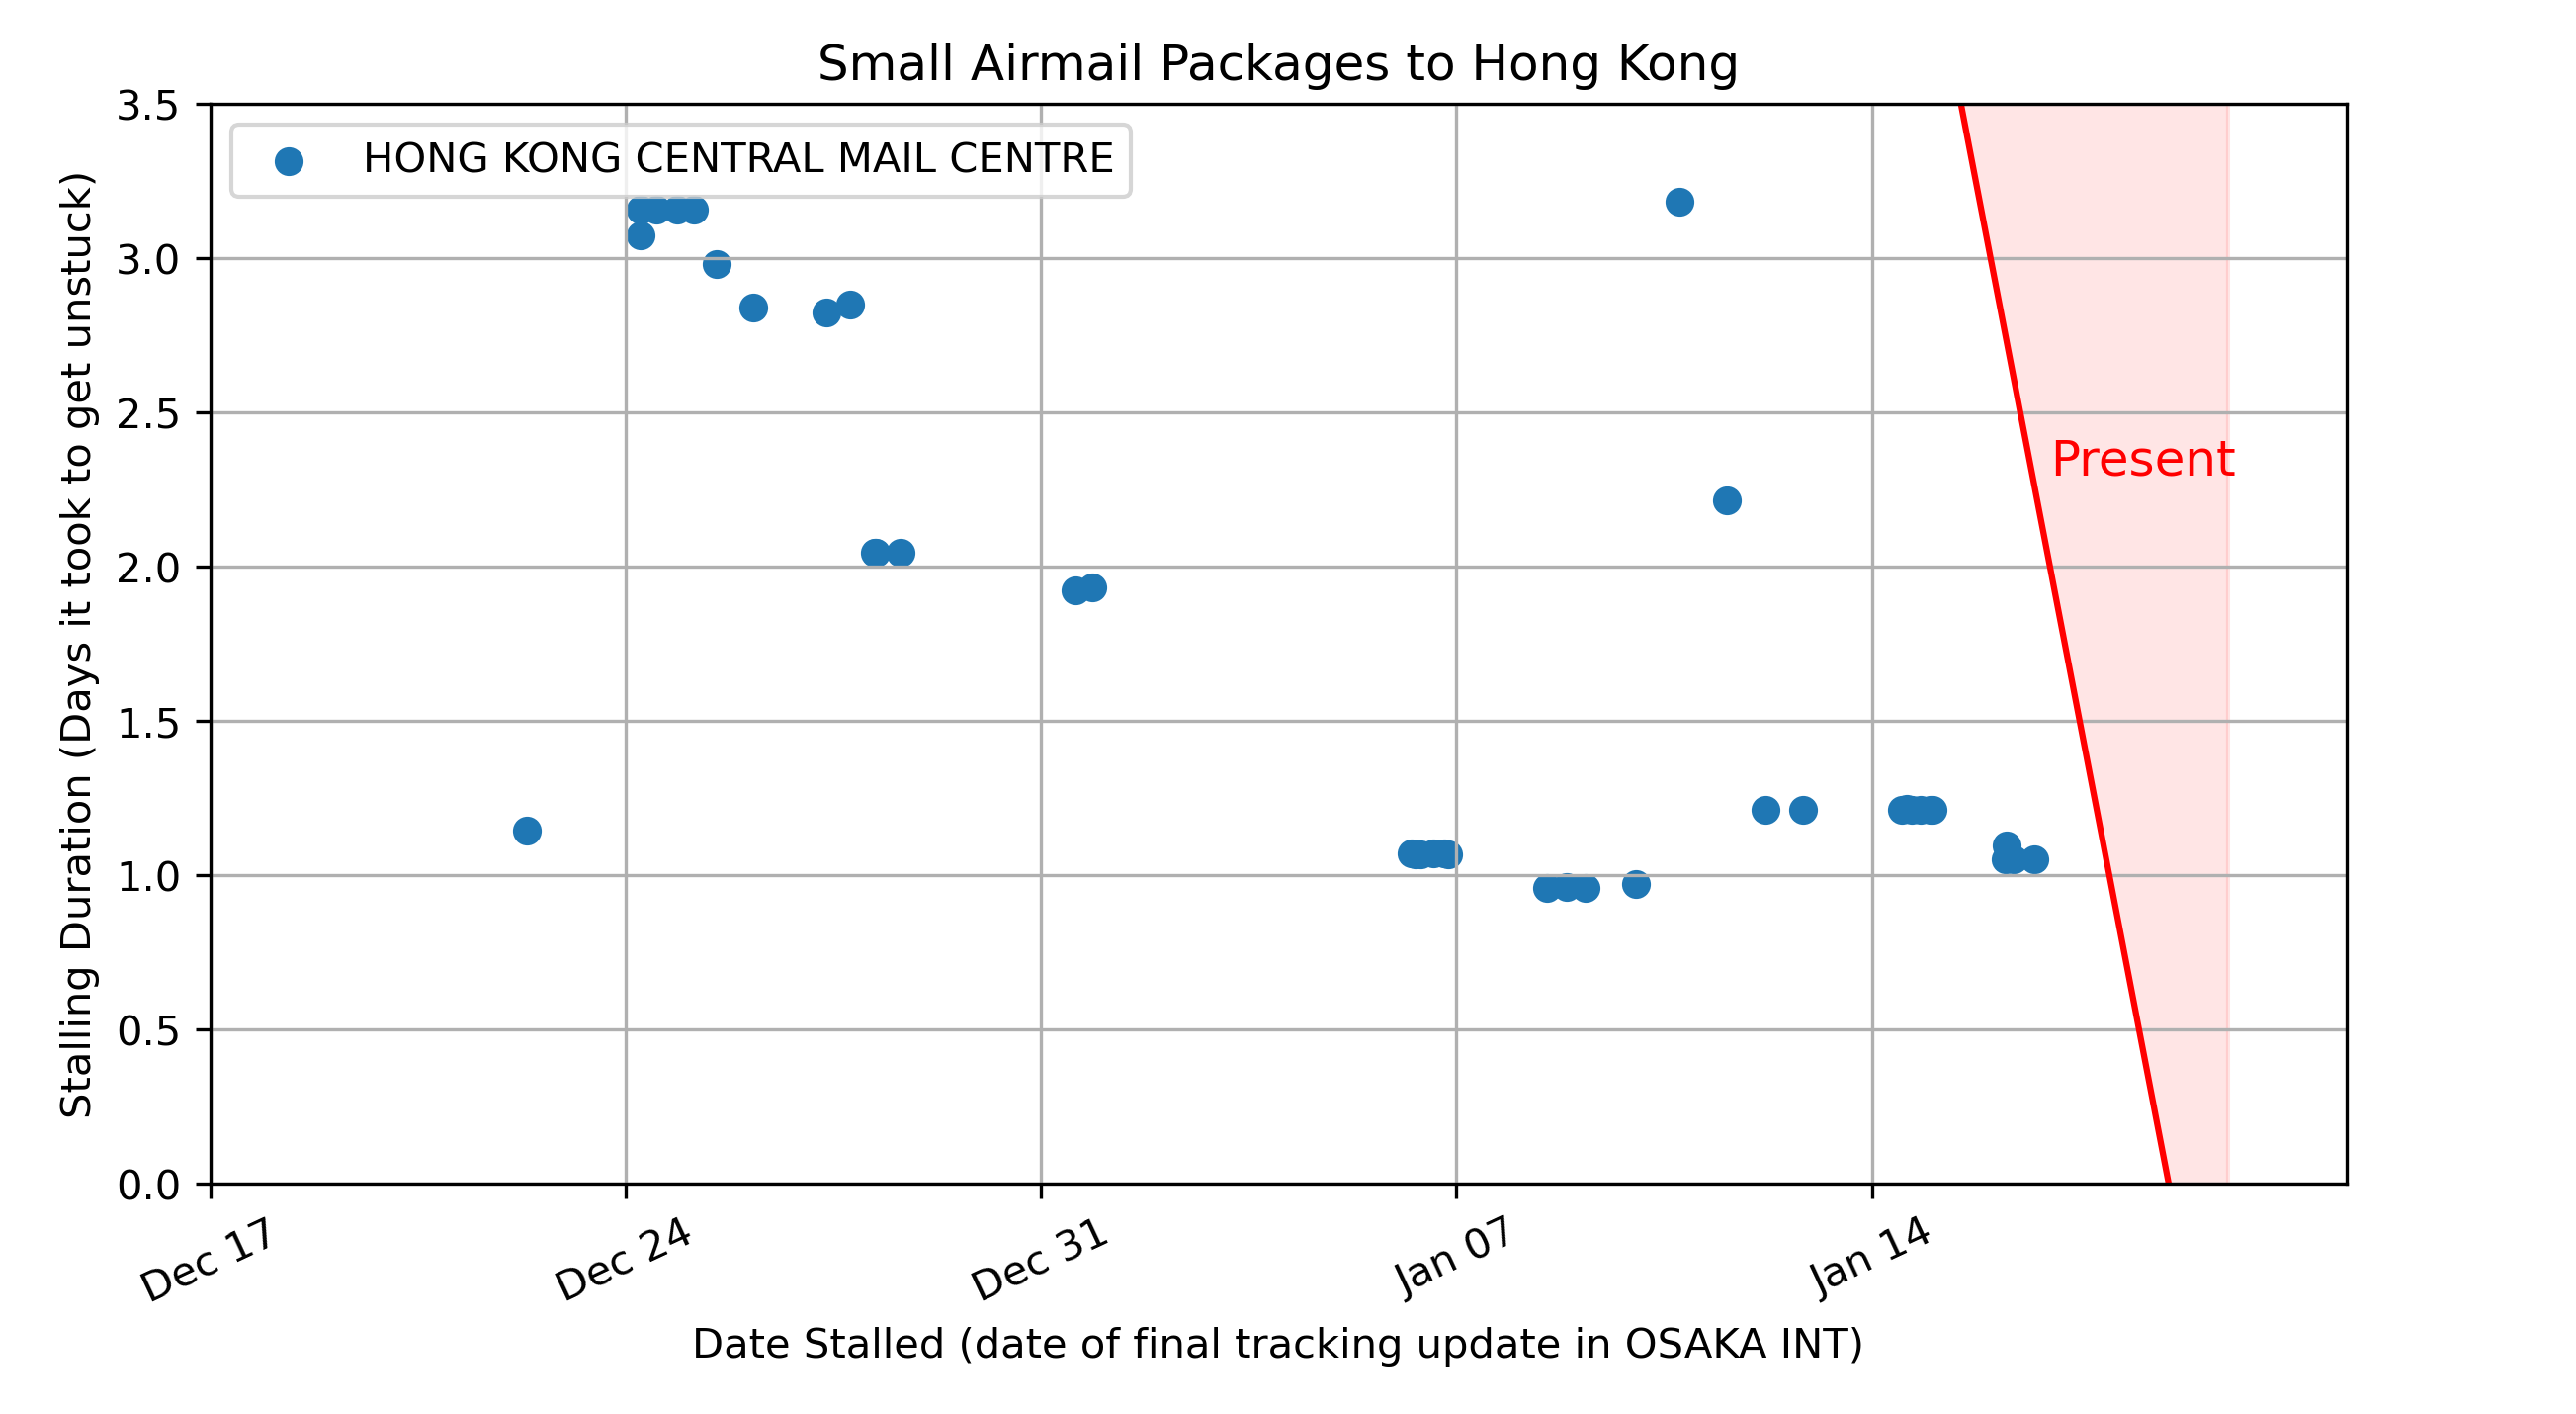 Small Airmail Packages to Hong Kong
HONG KONG CENTRAL MAIL CENTRE
Stalling Duration (Days it took to get unstuck)
3.5
3.0
2.5
2.0
1.5
1.0
0.5
0.0
Present
Dec 17
Dec 24
Dec 31
Jan 07
Jan 14
Date Stalled (date of final tracking update in OSAKA INT)